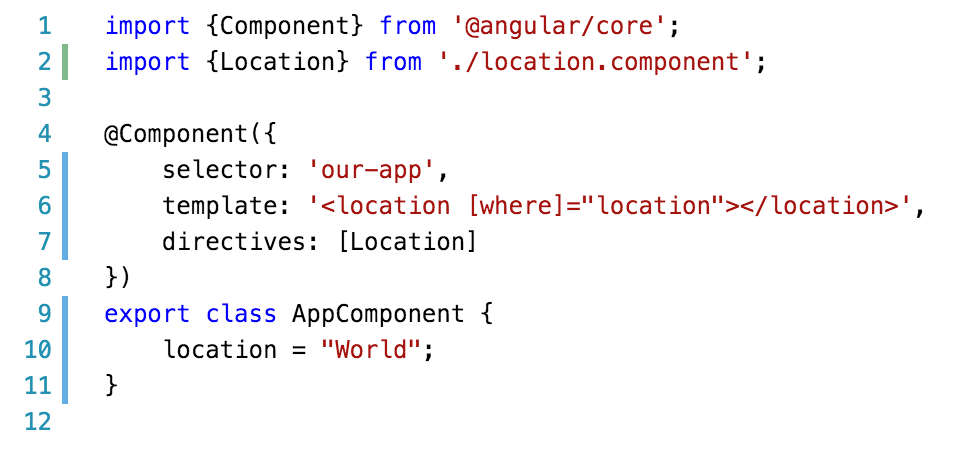 1 import {Component} from '@angular/core';
2 import {Location} from './location.component';
3
4 @Component({
5     selector: 'our-app',
6     template: '<location [where]="location"></location>',
7     directives: [Location]
8 })
9 export class AppComponent {
10     location = "World";
11 }
12